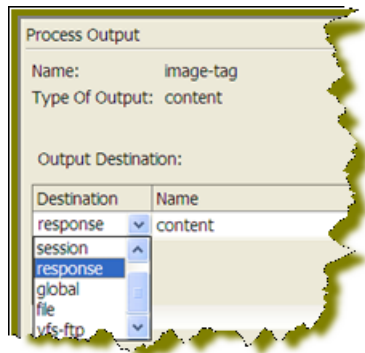 Process Output
Name: image-tag
Type Of Output: content
Output Destination:
Destination Name
response content
session
response
global
file
vfs-ftp